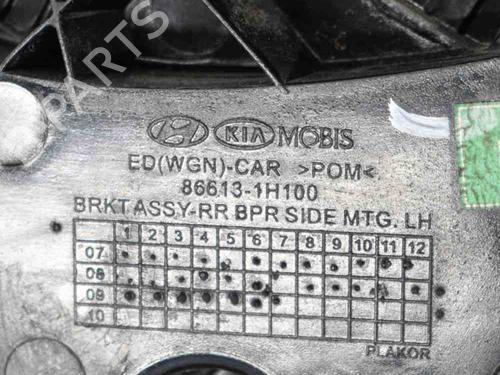 B-PARTS
HYUNDAI KIA MOBIS
ED(WGN)-CAR >POM<
86613-1H100
BRKT ASSY-RR BPR SIDE MTG. LH
1 2 3 4 5 6 7 8 9 10 11 12
07
08
09
10
PLAKOR